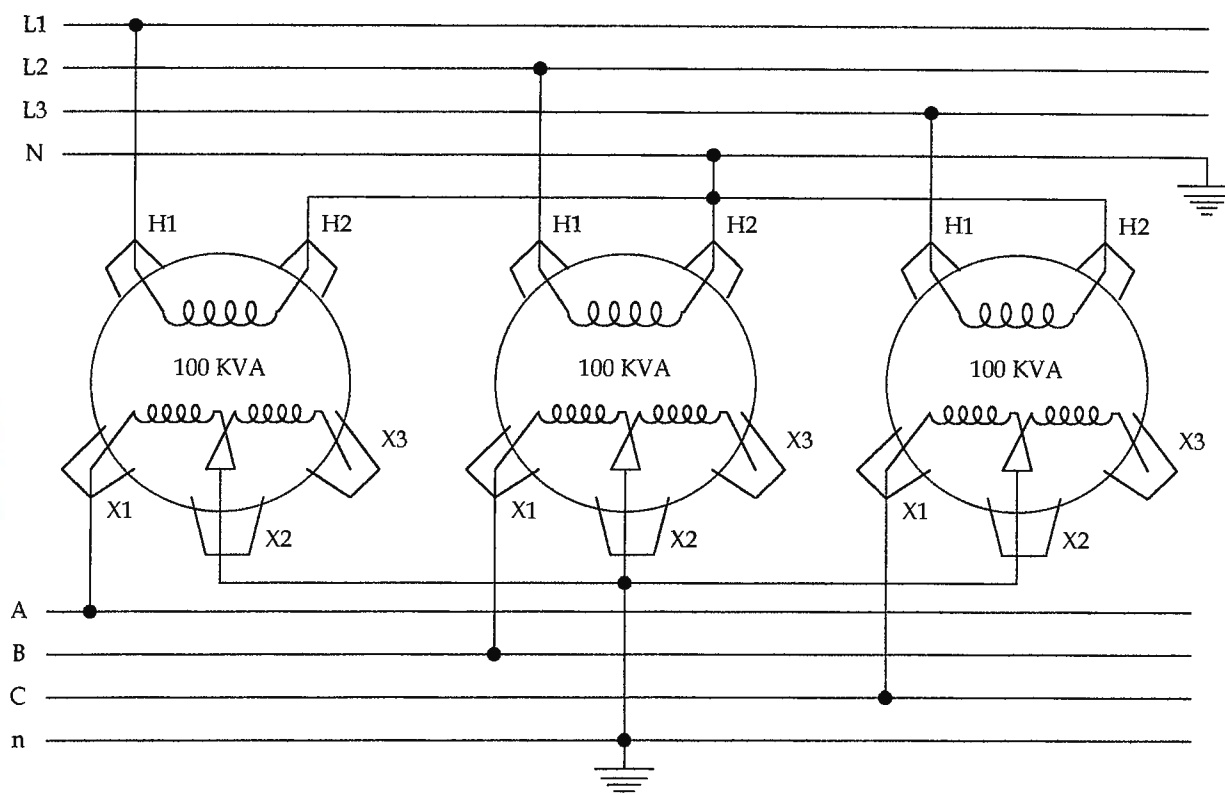 L1
L2
L3
N
H1 H2 H1 H2 H1 H2
100 KVA 100 KVA 100 KVA
X3 X3 X3
X1 X1 X1
X2 X2 X2
A
B
C
n